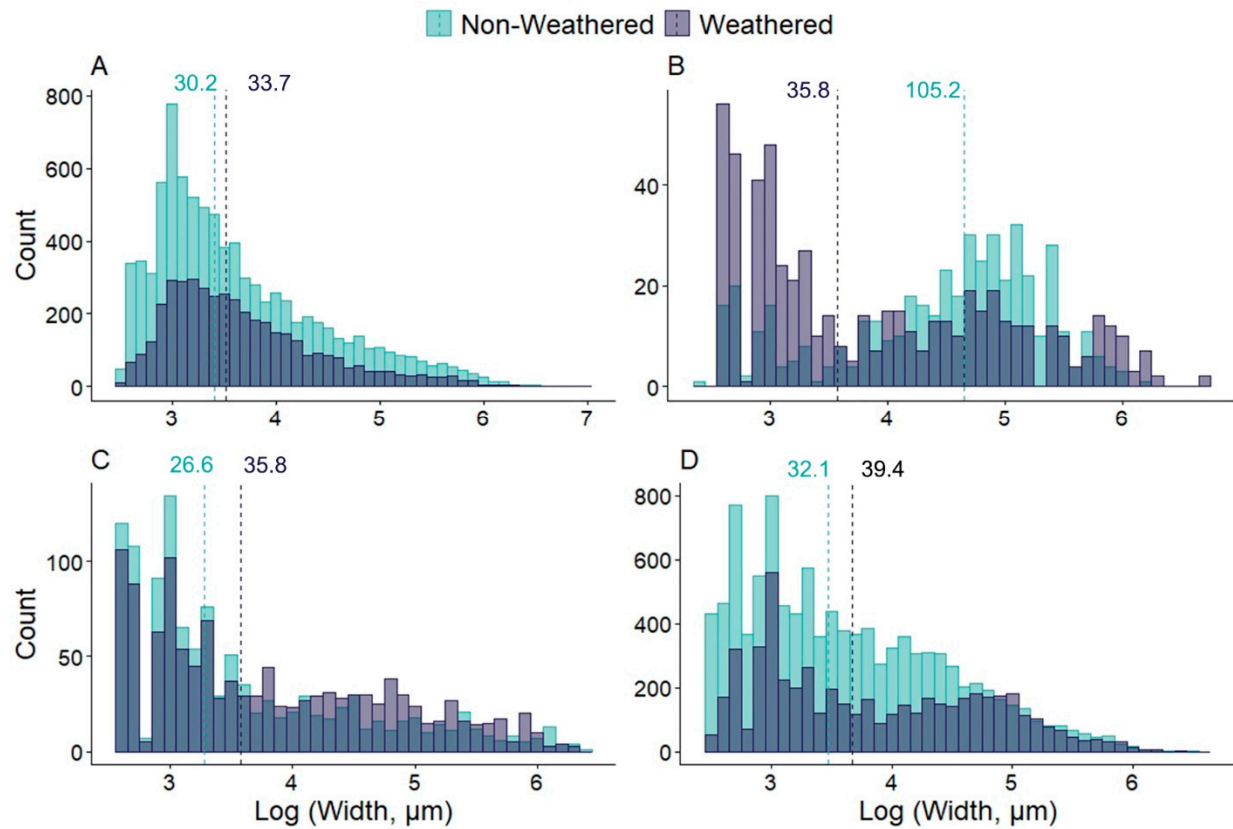 Non-Weathered Weathered
A
30.2 33.7
800
600
400
200
0
Count
3 4 5 6 7
B
35.8 105.2
40
20
0
3 4 5 6
C
26.6 35.8
100
50
0
Count
3 4 5 6
Log (Width, µm)
D
32.1 39.4
800
600
400
200
0
3 4 5 6
Log (Width, µm)